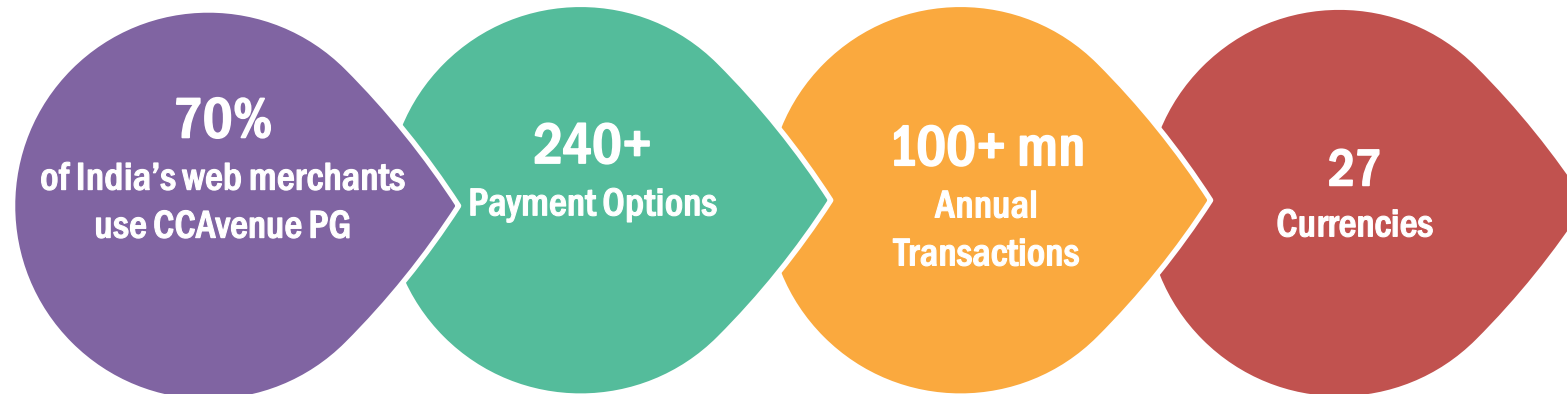 70%
of India’s web merchants
use CCAvenue PG
240+
Payment Options
100+ mn
Annual
Transactions
27
Currencies